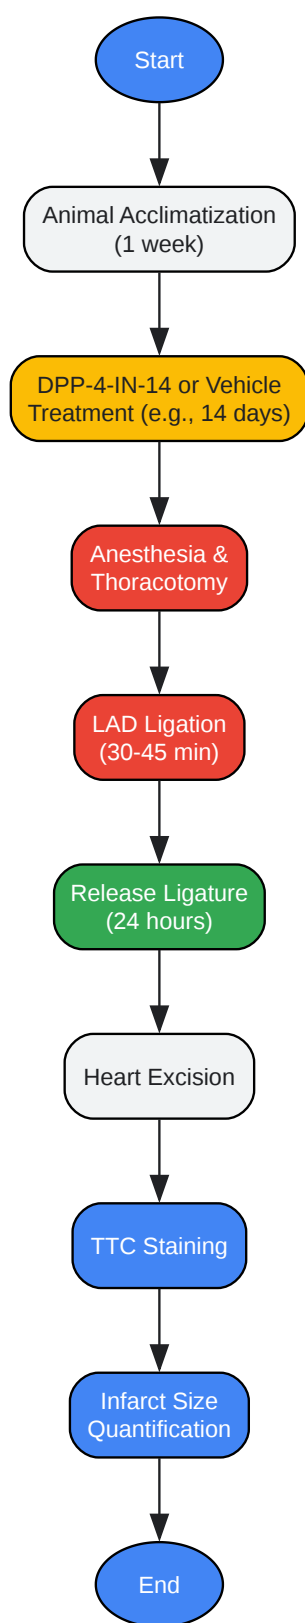 Start
Animal Acclimatization
(1 week)
DPP-4-IN-14 or Vehicle
Treatment (e.g., 14 days)
Anesthesia &
Thoracotomy
LAD Ligation
(30-45 min)
Release Ligature
(24 hours)
Heart Excision
TTC Staining
Infarct Size
Quantification
End